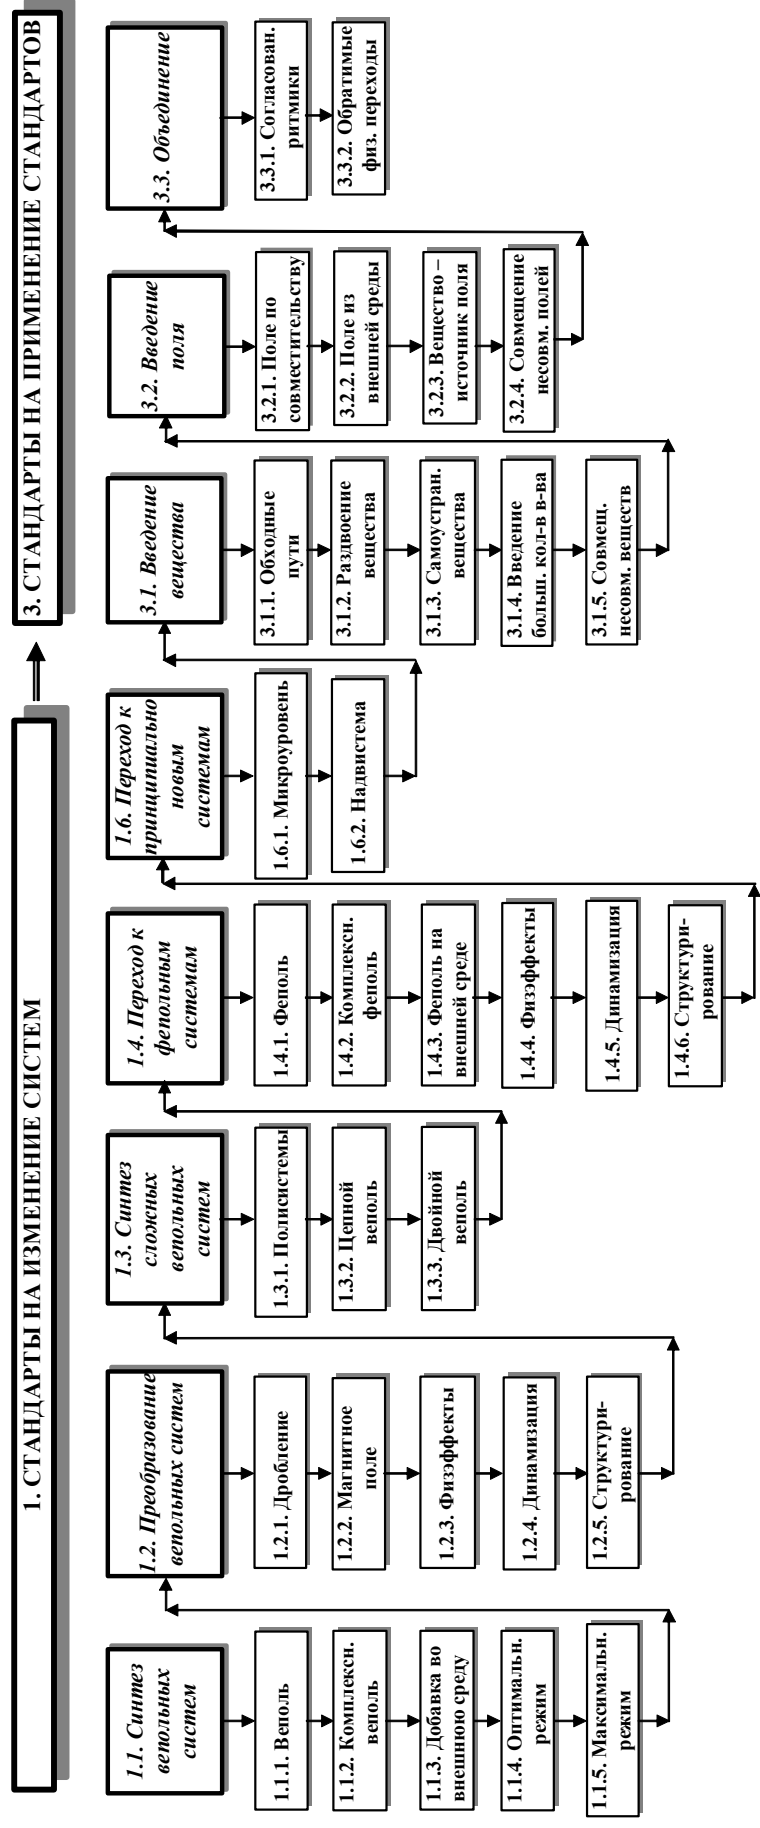 1. СТАНДАРТЫ НА ИЗМЕНЕНИЕ СИСТЕМ
3. СТАНДАРТЫ НА ПРИМЕНЕНИЕ СТАНДАРТОВ
1.1. Синтез
вепольных
систем
1.1.1. Веполь
1.1.2. Комплексн.
веполь
1.1.3. Добавка во
внешнюю среду
1.1.4. Оптимальн.
режим
1.1.5. Максимальн.
режим
1.2. Преобразование
вепольных систем
1.2.1. Дробление
1.2.2. Магнитное
поле
1.2.3. Физэффекты
1.2.4. Динамизация
1.2.5. Структури-
рование
1.3. Синтез
сложных
вепольных
систем
1.3.1. Полисистемы
1.3.2. Цепной
веполь
1.3.3. Двойной
веполь
1.4. Переход к
фепольным
системам
1.4.1. Феполь
1.4.2. Комплексн.
феполь
1.4.3. Феполь на
внешней среде
1.4.4. Физэффекты
1.4.5. Динамизация
1.4.6. Структури-
рование
1.6. Переход к
принципиально
новым
системам
1.6.1. Микроуровень
1.6.2. Надвистема
3.1. Введение
вещества
3.1.1. Обходные
пути
3.1.2. Раздвоение
вещества
3.1.3. Самоустран.
вещества
3.1.4. Введение
больш. кол-в в-ва
3.1.5. Совмещ.
несовм. веществ
3.2. Введение
поля
3.2.1. Поле по
совместительству
3.2.2. Поле из
внешней среды
3.2.3. Вещество –
источник поля
3.2.4. Совмещение
несовм. полей
3.3. Объединение
3.3.1. Согласован.
ритмики
3.3.2. Обратимые
физ. переходы